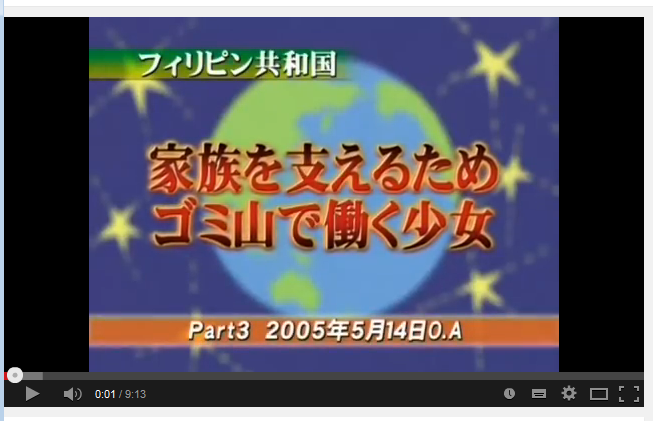 フィリピン共和国
家族を支えるため
ゴミ山で働く少女
Part3 2005年5月14日O.A
0:01 / 9:13